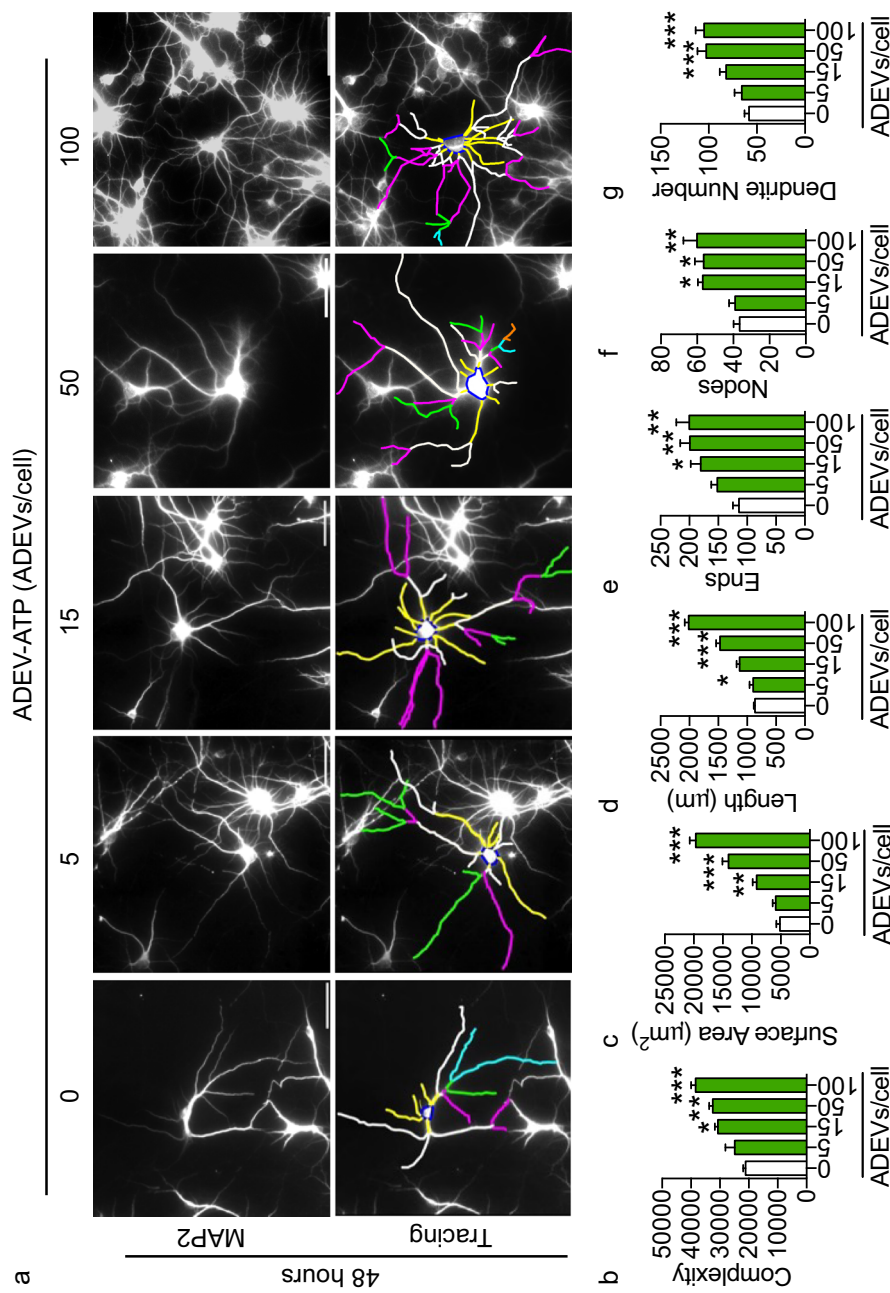 a
ADEV-ATP (ADEVs/cell)
0 5 15 50 100
48 hours
MAP2
Tracing
b
Complexity
50000
40000
30000
20000
10000
0
* ** ***
0 5 15 50 100
ADEVs/cell
c
Surface Area (μm²)
25000
20000
15000
10000
5000
0
** *** ***
0 5 15 50 100
ADEVs/cell
d
Length (μm)
2500
2000
1500
1000
500
0
* *** ***
0 5 15 50 100
ADEVs/cell
e
Ends
250
200
150
100
50
0
* ** **
0 5 15 50 100
ADEVs/cell
f
Nodes
80
60
40
20
0
* * **
0 5 15 50 100
ADEVs/cell
g
Dendrite Number
150
100
50
0
*** ***
0 5 15 50 100
ADEVs/cell